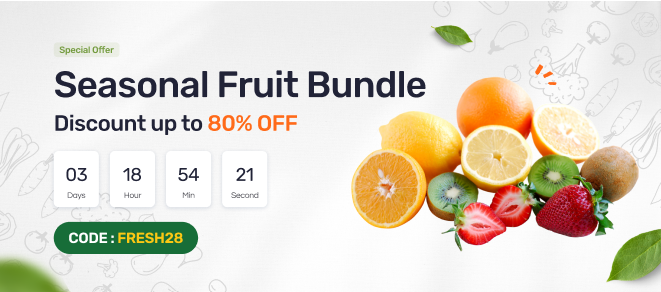 Special Offer
Seasonal Fruit Bundle
Discount up to 80% OFF
03 18 54 21
Days Hour Min Second
CODE : FRESH28